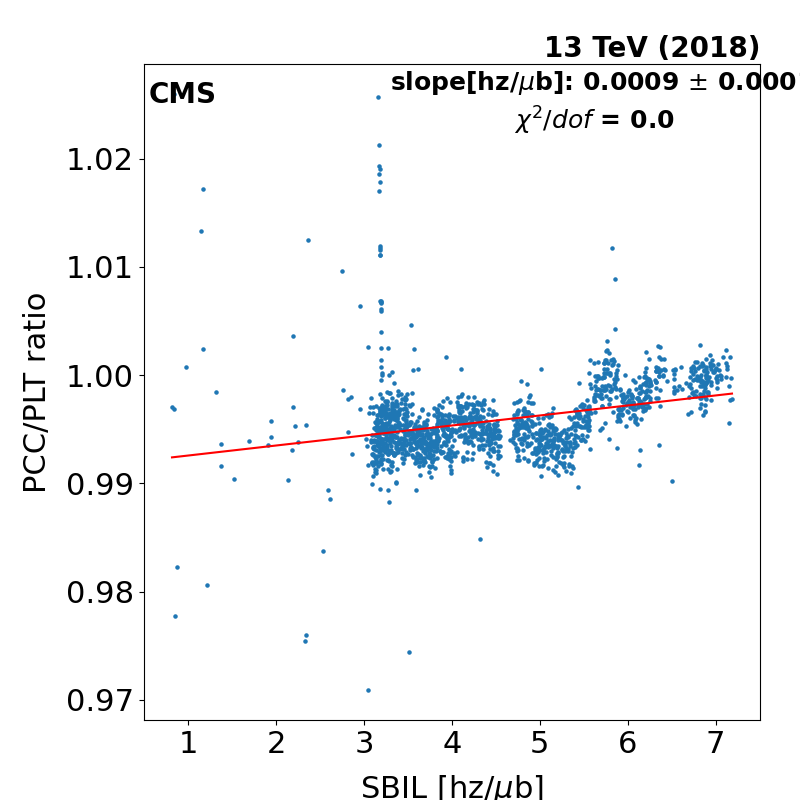 13 TeV (2018)
CMS
slope[hz/μb]: 0.0009 ± 0.000
χ²/dof = 0.0
1.02
1.01
1.00
0.99
0.98
0.97
PCC/PLT ratio
1 2 3 4 5 6 7
SBIL [hz/μb]